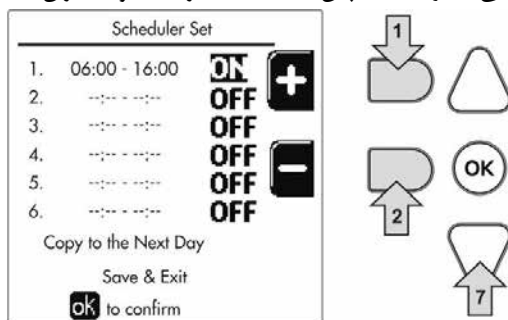 Scheduler Set
1. 06:00 - 16:00 ON
2. --:-- - --:-- OFF
3. --:-- - --:-- OFF
4. --:-- - --:-- OFF
5. --:-- - --:-- OFF
6. --:-- - --:-- OFF
+
-
Copy to the Next Day
Save & Exit
ok to confirm
1
2
OK
7